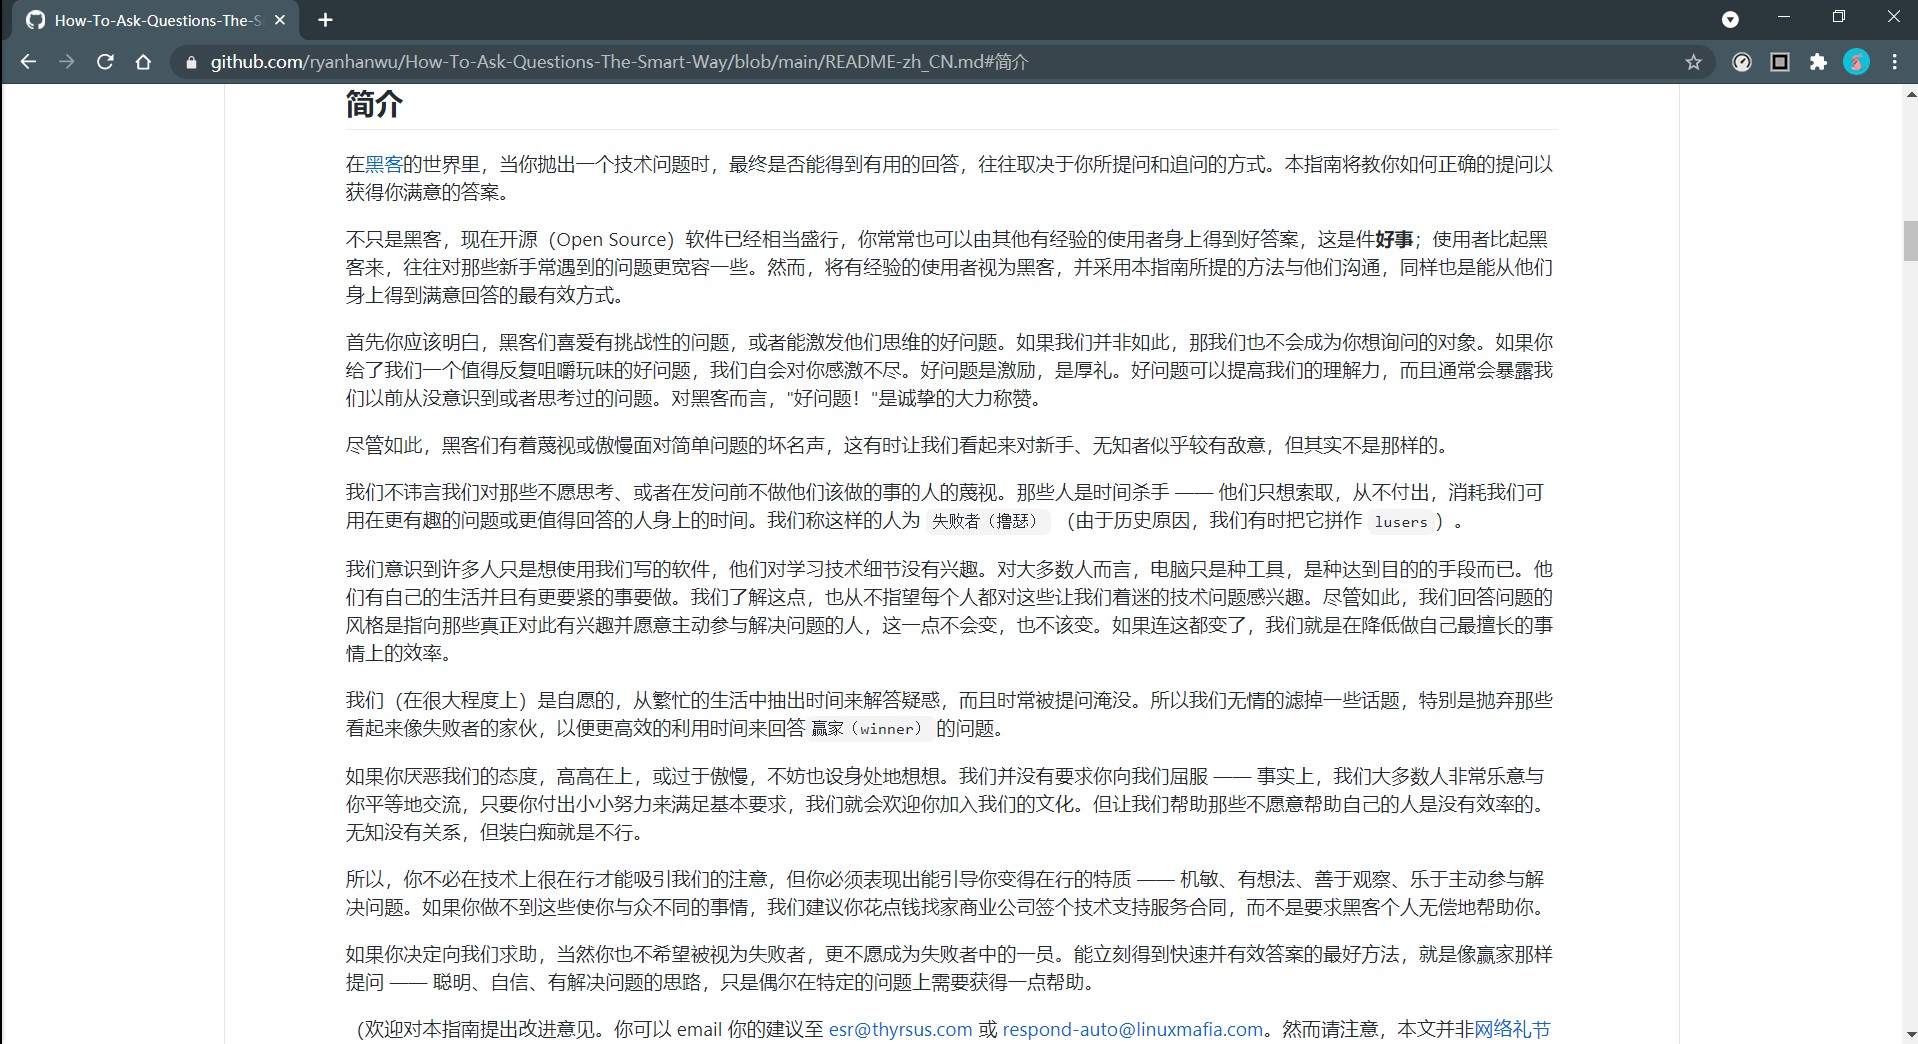 How-To-Ask-Questions-The-S
github.com/ryanhanwu/How-To-Ask-Questions-The-Smart-Way/blob/main/README-zh_CN.md#简介
简介
在黑客的世界里，当你抛出一个技术问题时，最终是否能得到有用的回答，往往取决于你所提问和追问的方式。本指南将教你如何正确的提问以
获得你满意的答案。
不只是黑客，现在开源（Open Source）软件已经相当盛行，你常常也可以由其他有经验的使用者身上得到好答案，这是件好事；使用者比起黑
客来，往往对那些新手常遇到的问题更宽容一些。然而，将有经验的使用者视为黑客，并采用本指南所提的方法与他们沟通，同样也是能从他们
身上得到满意回答的最有效方式。
首先你应该明白，黑客们喜爱有挑战性的问题，或者能激发他们思维的好问题。如果我们并非如此，那我们也不会成为你想询问的对象。如果你
给了我们一个值得反复咀嚼玩味的好问题，我们自会对你感激不尽。好问题是激励，是厚礼。好问题可以提高我们的理解力，而且通常会暴露我
们以前从没意识到或者思考过的问题。对黑客而言，"好问题！"是诚挚的大力称赞。
尽管如此，黑客们有着蔑视或傲慢面对简单问题的坏名声，这有时让我们看起来对新手、无知者似乎较有敌意，但其实不是那样的。
我们不讳言我们对那些不愿思考、或者在发问前不做他们该做的事的人的蔑视。那些人是时间杀手 —— 他们只想索取，从不付出，消耗我们可
用在更有趣的问题或更值得回答的人身上的时间。我们称这样的人为 失败者（撸瑟） （由于历史原因，我们有时把它拼作 lusers）。
我们意识到许多人只是想使用我们写的软件，他们对学习技术细节没有兴趣。对大多数人而言，电脑只是种工具，是种达到目的的手段而已。他
们有自己的生活并且有更要紧的事要做。我们了解这点，也从不指望每个人都对这些让我们着迷的技术问题感兴趣。尽管如此，我们回答问题的
风格是指向那些真正对此有兴趣并愿意主动参与解决问题的人，这一点不会变，也不该变。如果连这都变了，我们就是在降低做自己最擅长的事
情上的效率。
我们（在很大程度上）是自愿的，从繁忙的生活中抽出时间来解答疑惑，而且时常被提问淹没。所以我们无情的滤掉一些话题，特别是抛弃那些
看起来像失败者的家伙，以便更高效的利用时间来回答 赢家（winner） 的问题。
如果你厌恶我们的态度，高高在上，或过于傲慢，不妨也设身处地想想。我们并没有要求你向我们屈服 —— 事实上，我们大多数人非常乐意与
你平等地交流，只要你付出小小努力来满足基本要求，我们就会欢迎你加入我们的文化。但让我们帮助那些不愿意帮助自己的人是没有效率的。
无知没有关系，但装白痴就是不行。
所以，你不必在技术上很在行才能吸引我们的注意，但你必须表现出能引导你变得在行的特质 —— 机敏、有想法、善于观察、乐于主动参与解
决问题。如果你做不到这些使你与众不同的事情，我们建议你花点钱找家商业公司签个技术支持服务合同，而不是要求黑客个人无偿地帮助你。
如果你决定向我们求助，当然你也不希望被视为失败者，更不愿成为失败者中的一员。能立刻得到快速并有效答案的最好方法，就是像赢家那样
提问 —— 聪明、自信、有解决问题的思路，只是偶尔在特定的问题上需要获得一点帮助。
（欢迎对本指南提出改进意见。你可以 email 你的建议至 esr@thyrsus.com 或 respond-auto@linuxmafia.com。然而请注意，本文并非网络礼节